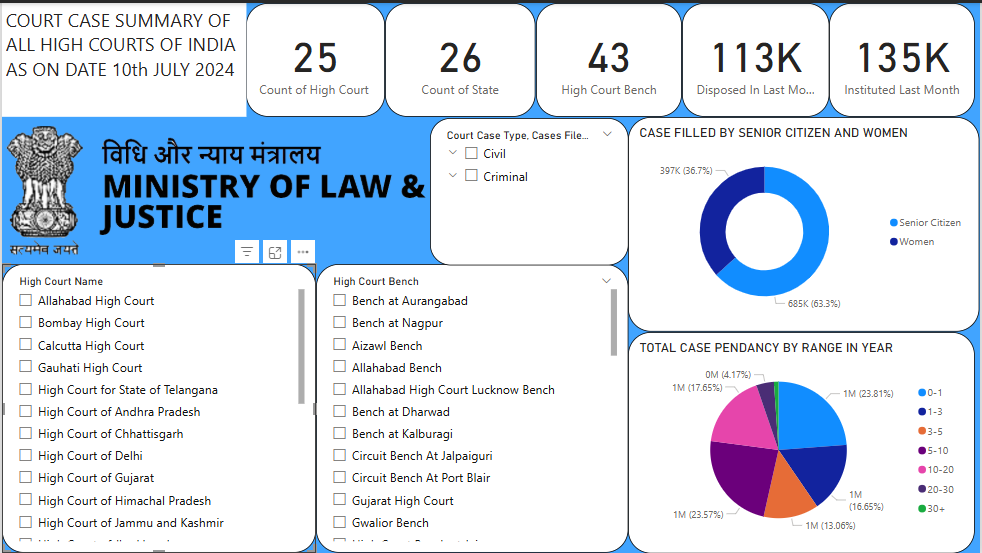 COURT CASE SUMMARY OF
ALL HIGH COURTS OF INDIA
AS ON DATE 10th JULY 2024
25
Count of High Court
26
Count of State
43
High Court Bench
113K
Disposed In Last Mo...
135K
Instituted Last Month
विधि और न्याय मंत्रालय
MINISTRY OF LAW &
JUSTICE
सत्यमेव जयते
Court Case Type, Cases File...
Civil
Criminal
CASE FILLED BY SENIOR CITIZEN AND WOMEN
397K (36.7%)
685K (63.3%)
Senior Citizen
Women
High Court Name
Allahabad High Court
Bombay High Court
Calcutta High Court
Gauhati High Court
High Court for State of Telangana
High Court of Andhra Pradesh
High Court of Chhattisgarh
High Court of Delhi
High Court of Gujarat
High Court of Himachal Pradesh
High Court of Jammu and Kashmir
High Court Bench
Bench at Aurangabad
Bench at Nagpur
Aizawl Bench
Allahabad Bench
Allahabad High Court Lucknow Bench
Bench at Dharwad
Bench at Kalburagi
Circuit Bench At Jalpaiguri
Circuit Bench At Port Blair
Gujarat High Court
Gwalior Bench
TOTAL CASE PENDANCY BY RANGE IN YEAR
0M (4.17%)
1M (17.65%)
1M (23.81%)
1M
(16.65%)
1M (13.06%)
1M (23.57%)
0-1
1-3
3-5
5-10
10-20
20-30
30+